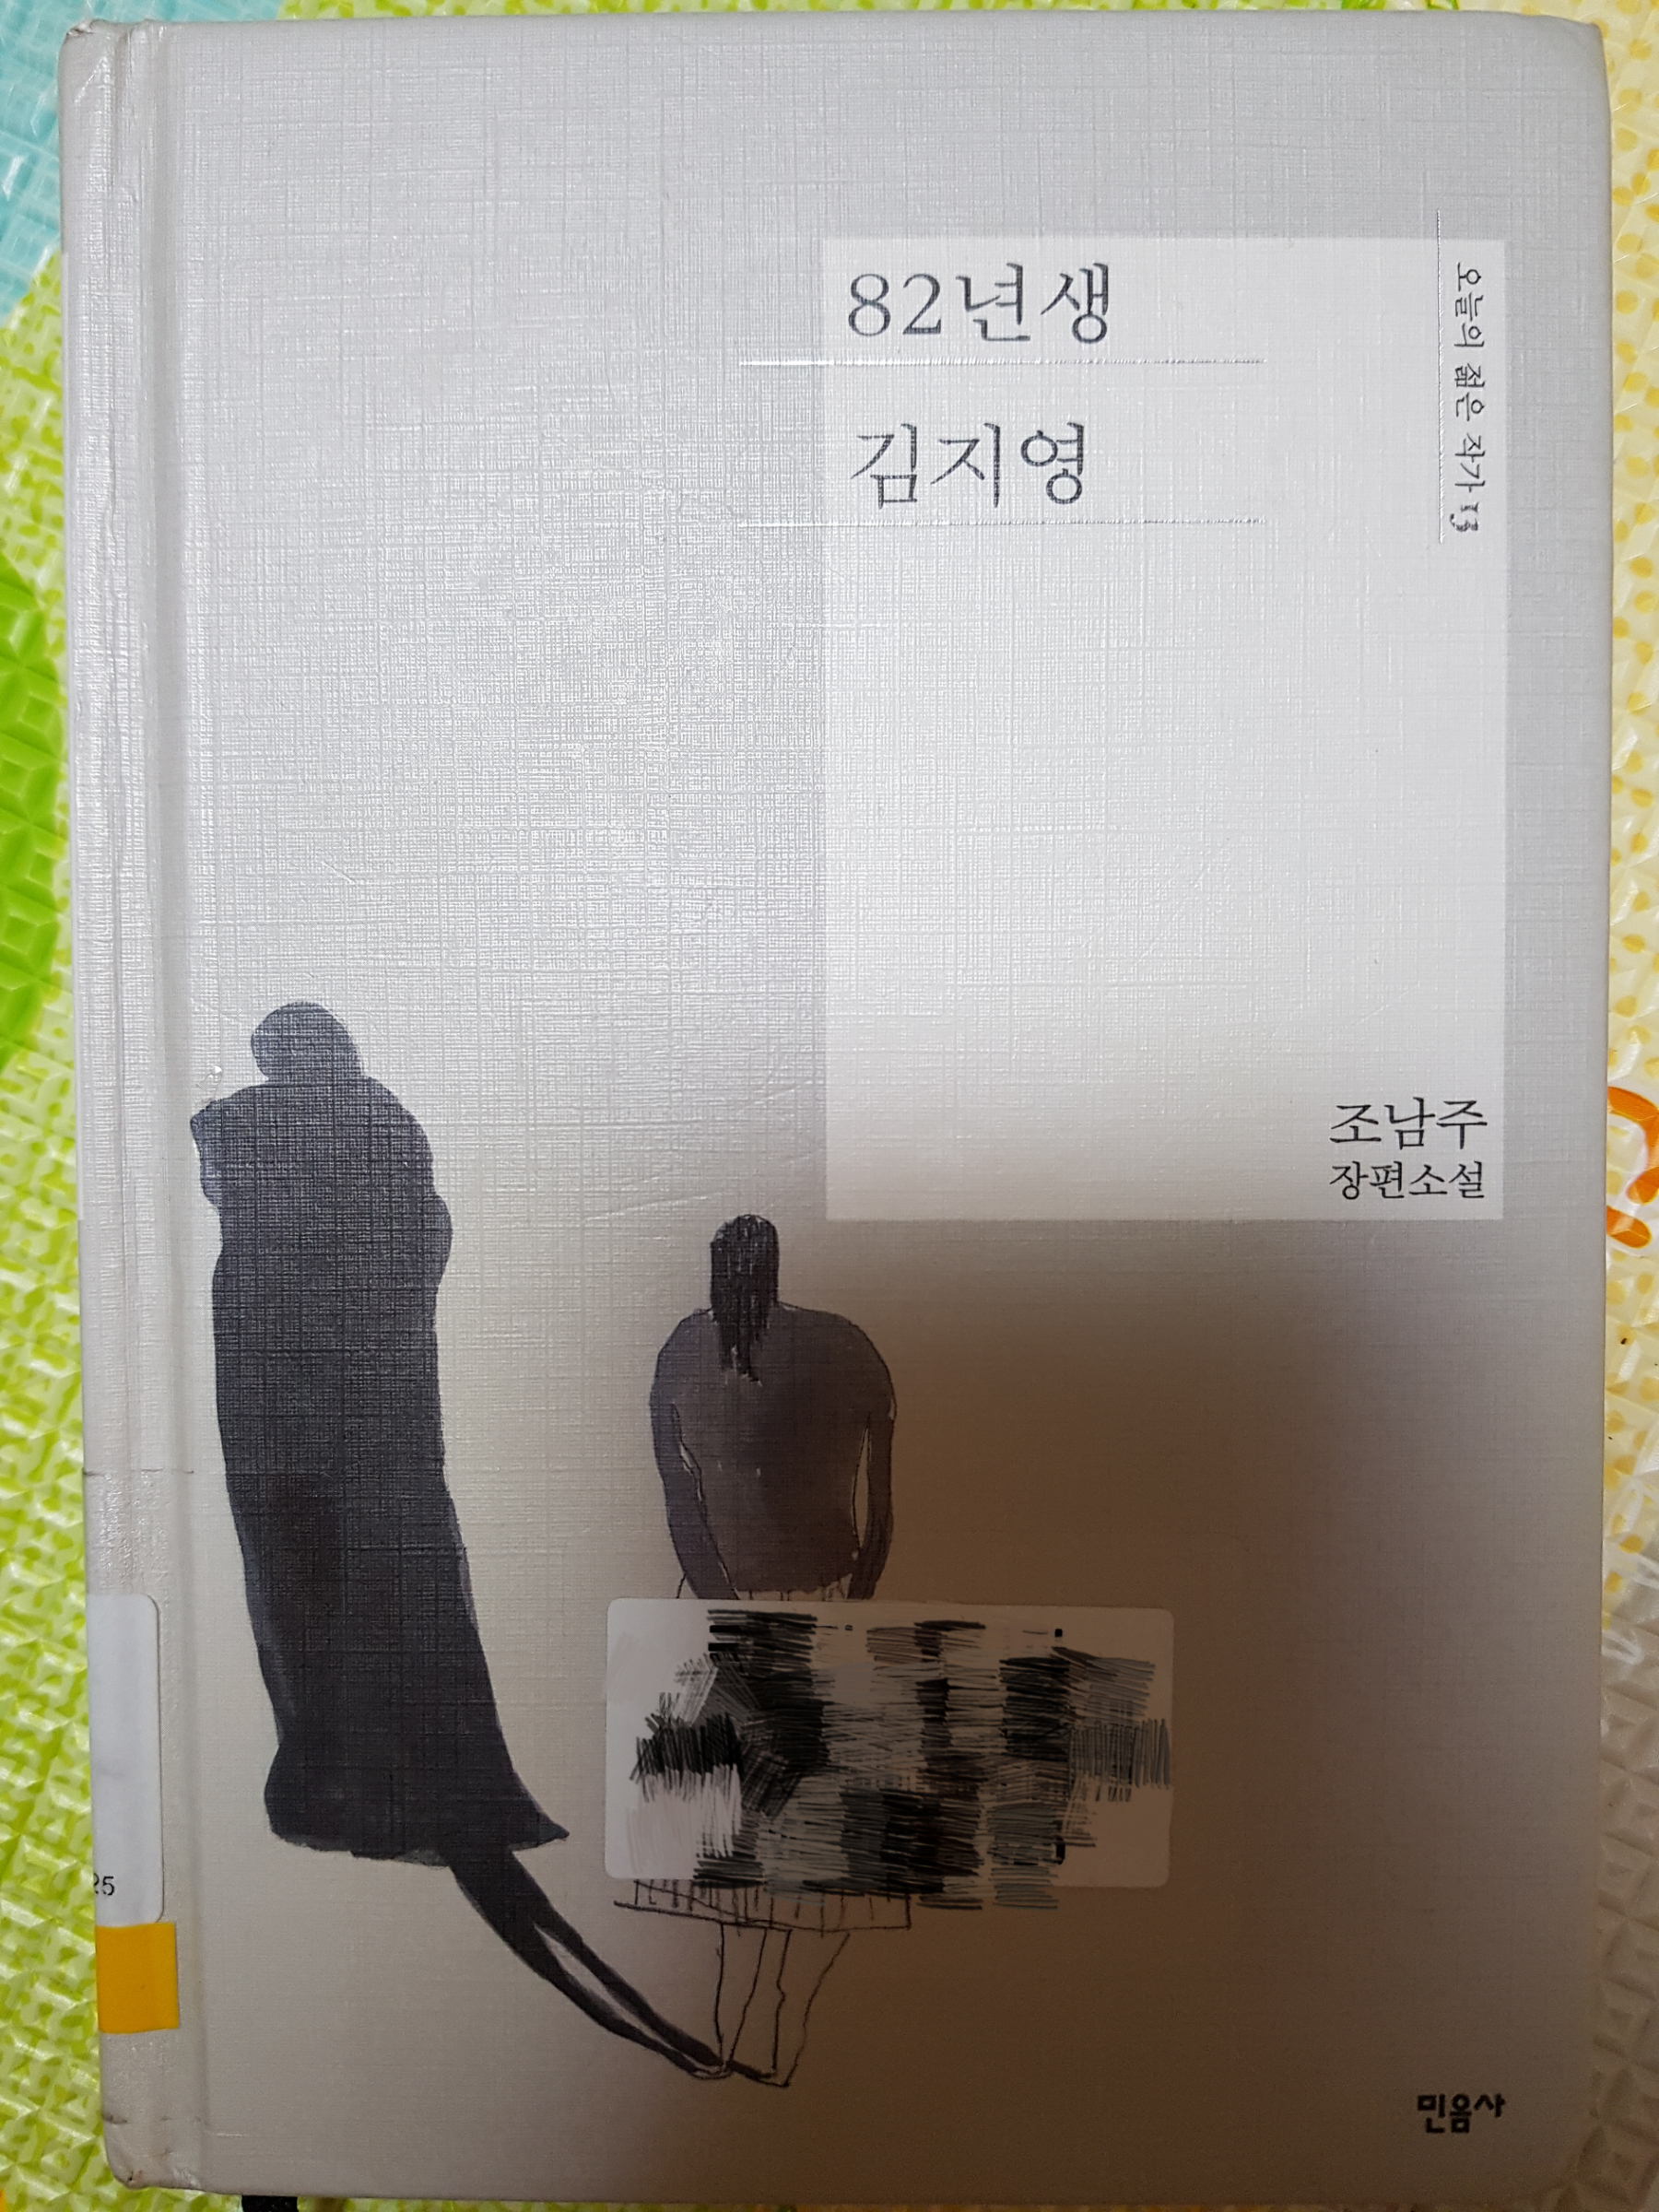 82년생
김지영
오늘의 젊은 작가 13
조남주
장편소설
25
민음사